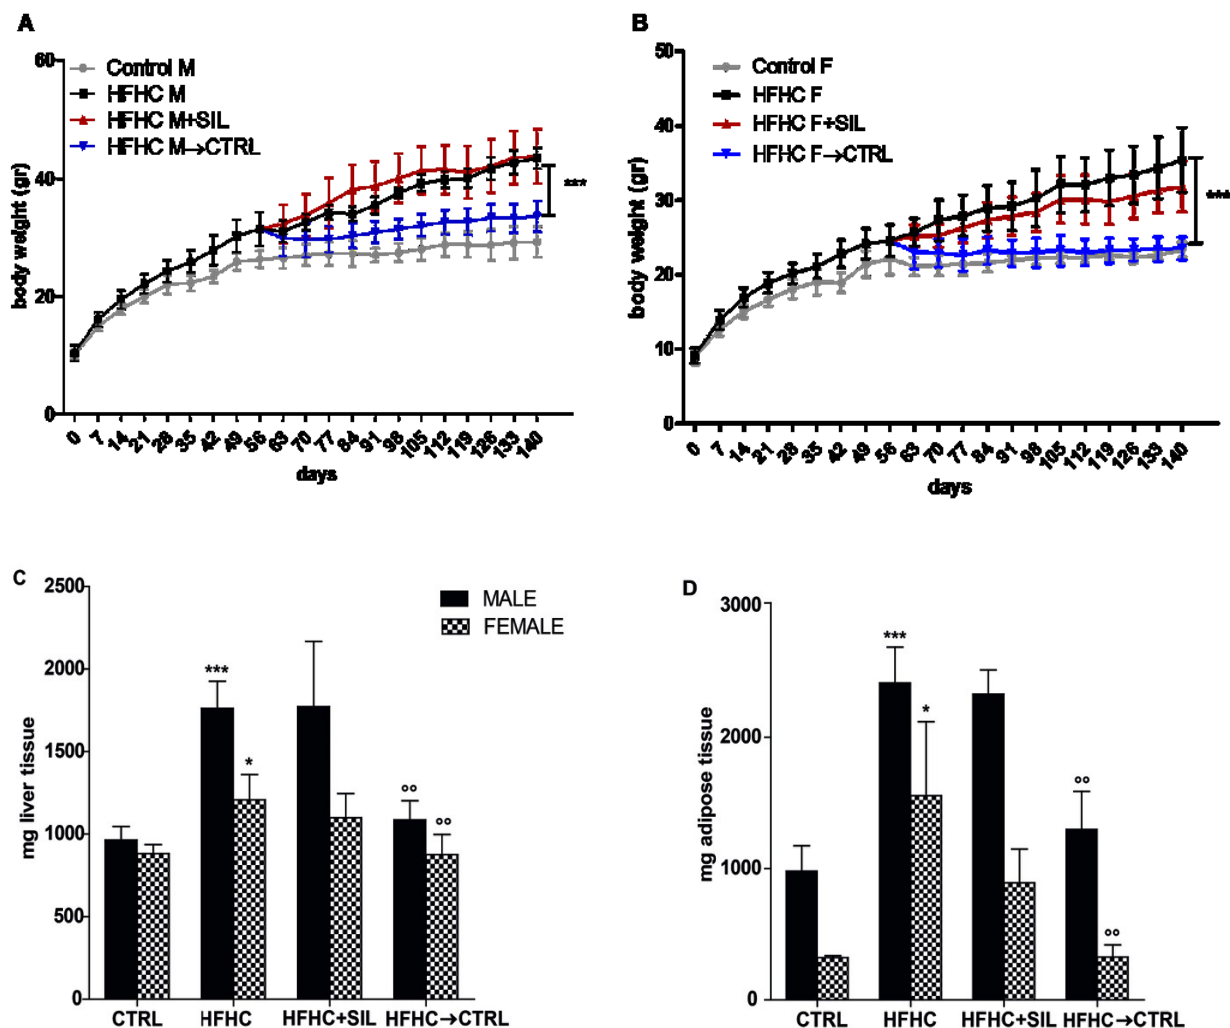 A
body weight (gr)
60
40
20
0
Control M
HFHC M
HFHC M+SIL
HFHC M→CTRL
***
0 7 14 21 28 35 42 49 56 63 70 77 84 91 98 105 112 119 126 133 140
days
B
body weight (gr)
50
40
30
20
10
0
Control F
HFHC F
HFHC F+SIL
HFHC F→CTRL
***
0 7 14 21 28 35 42 49 56 63 70 77 84 91 98 105 112 119 126 133 140
days
C
mg liver tissue
2500
2000
1500
1000
500
0
MALE
FEMALE
***
*
°°
°°
CTRL HFHC HFHC+SIL HFHC→CTRL
D
mg adipose tissue
3000
2000
1000
0
***
*
°°
°°
CTRL HFHC HFHC+SIL HFHC→CTRL